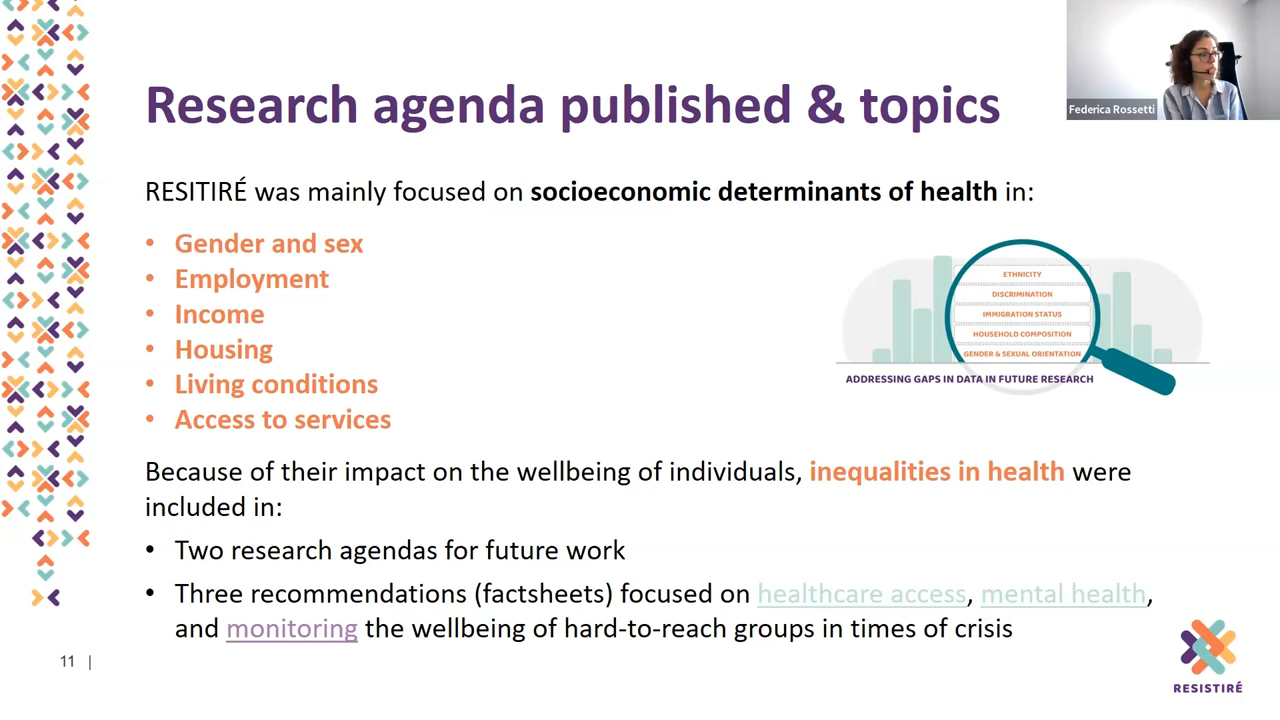 Federica Rossetti
Research agenda published & topics
RESITIRÉ was mainly focused on socioeconomic determinants of health in:
• Gender and sex
• Employment
• Income
• Housing
• Living conditions
• Access to services
ETHNICITY
DISCRIMINATION
IMMIGRATION STATUS
HOUSEHOLD COMPOSITION
GENDER & SEXUAL ORIENTATION
ADDRESSING GAPS IN DATA IN FUTURE RESEARCH
Because of their impact on the wellbeing of individuals, inequalities in health were
included in:
• Two research agendas for future work
• Three recommendations (factsheets) focused on healthcare access, mental health,
and monitoring the wellbeing of hard-to-reach groups in times of crisis
11 |
RESISTIRÉ